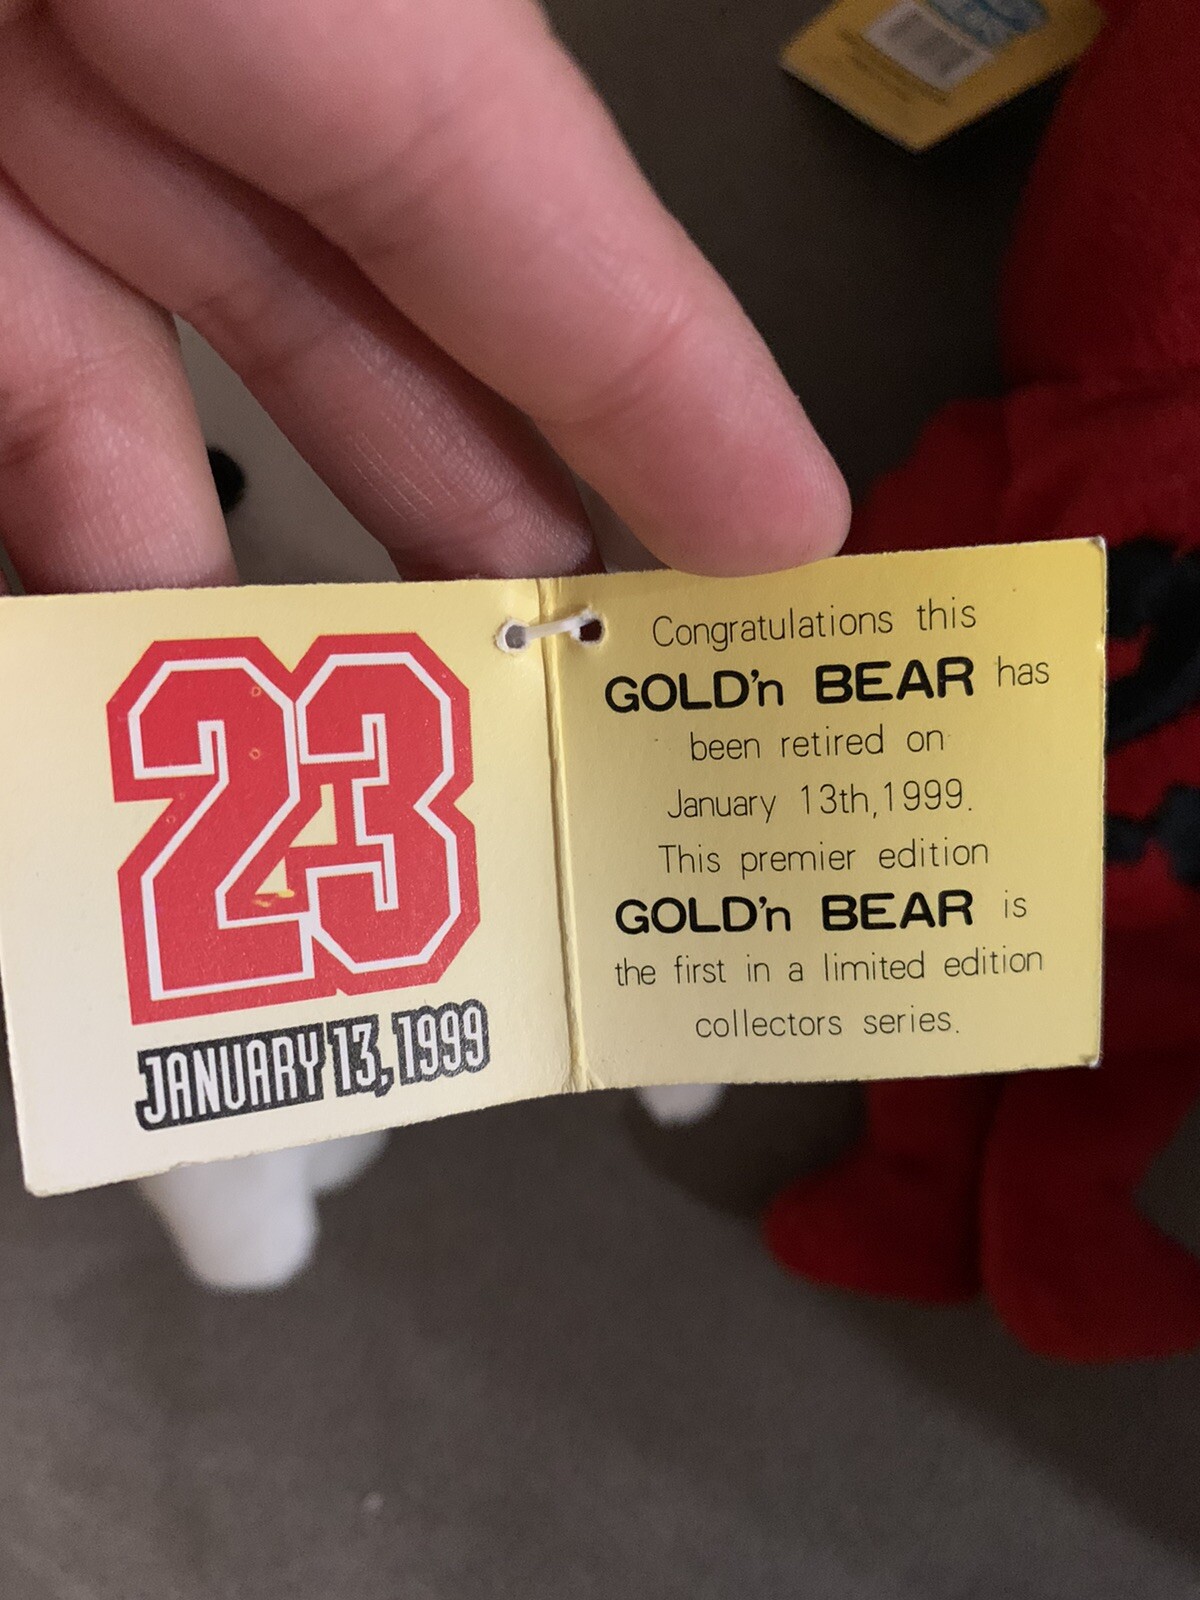 23
JANUARY 13, 1999
Congratulations this
GOLD'n BEAR has
been retired on
January 13th,1999.
This premier edition
GOLD'n BEAR is
the first in a limited edition
collectors series.